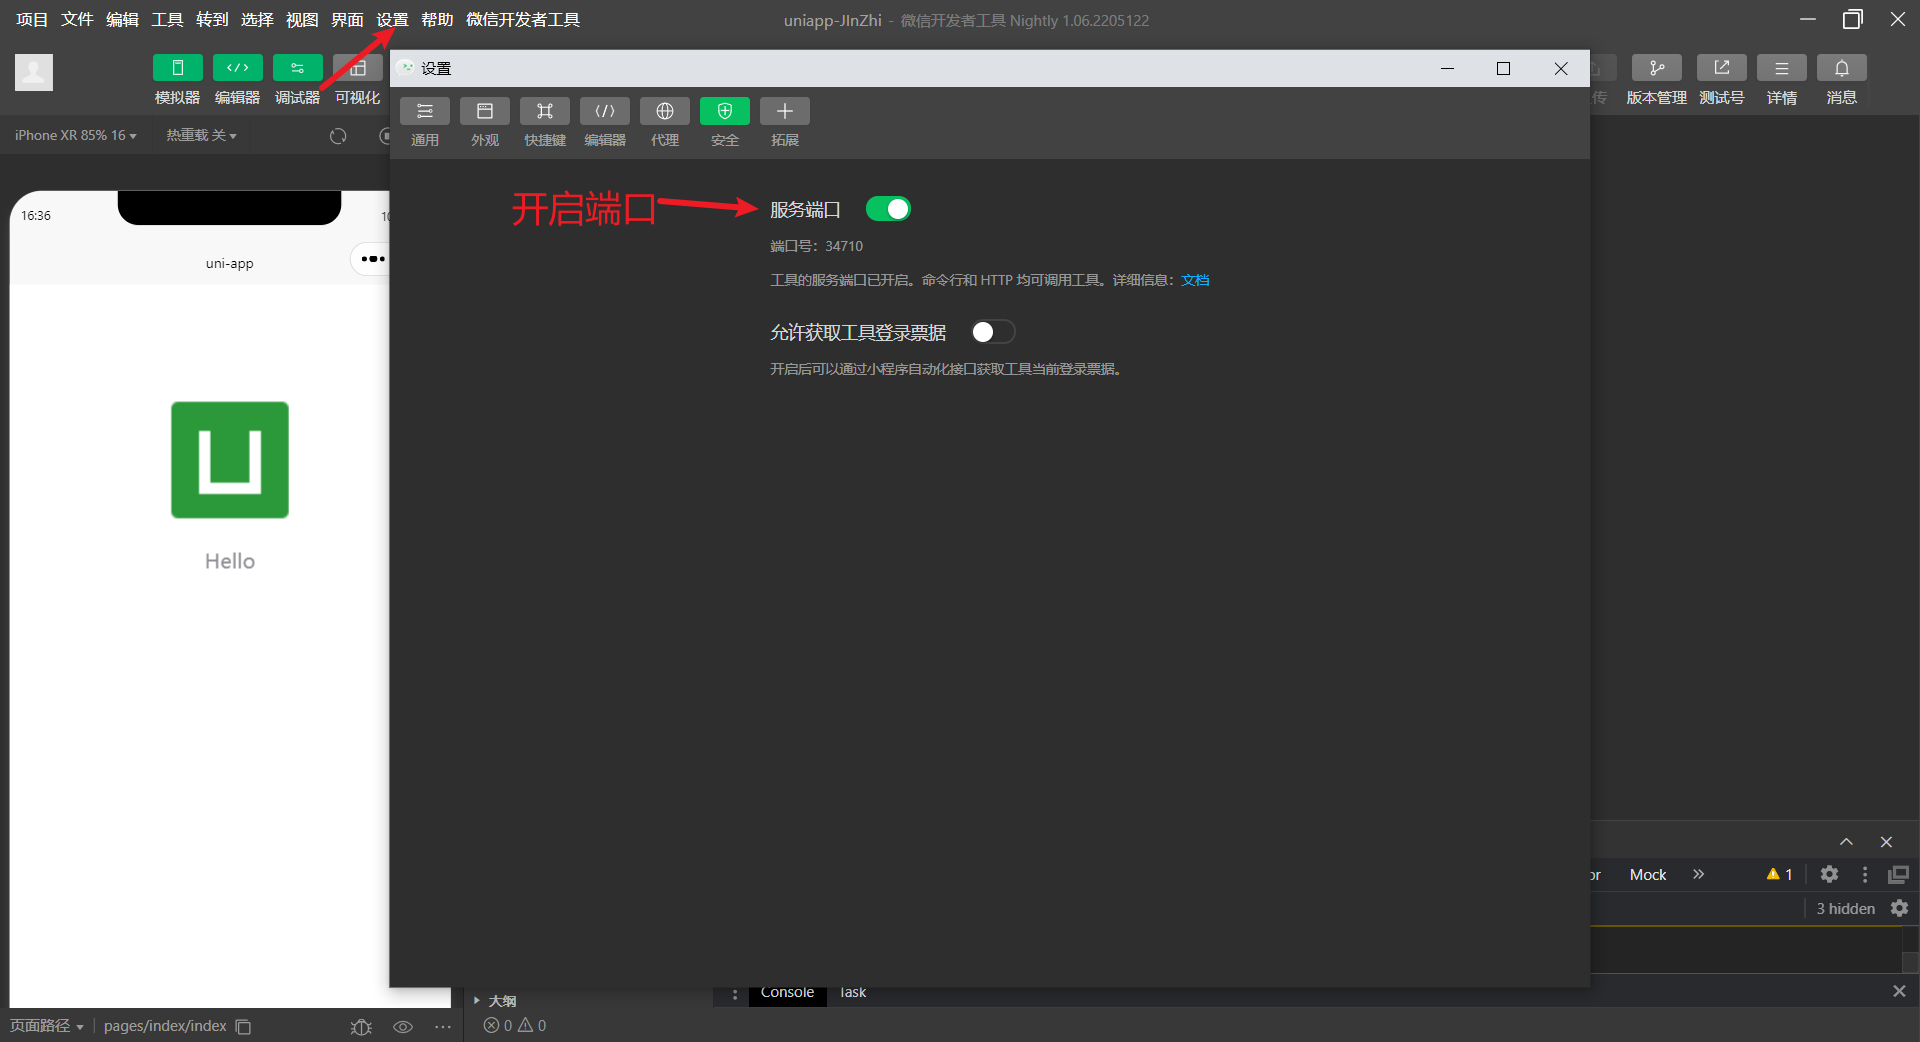 项目 文件 编辑 工具 转到 选择 视图 界面 设置 帮助 微信开发者工具
uniapp-JInZhi - 微信开发者工具 Nightly 1.06.2205122
模拟器 编辑器 调试器 可视化
传 版本管理 测试号 详情 消息
设置
通用 外观 快捷键 编辑器 代理 安全 拓展
iPhone XR 85% 16 热重载 关
16:36
10
uni-app
Hello
开启端口
服务端口
端口号：34710
工具的服务端口已开启。命令行和 HTTP 均可调用工具。详细信息：文档
允许获取工具登录票据
开启后可以通过小程序自动化接口获取工具当前登录票据。
or Mock 1
3 hidden
大纲
Console Task
页面路径 pages/index/index
0 0